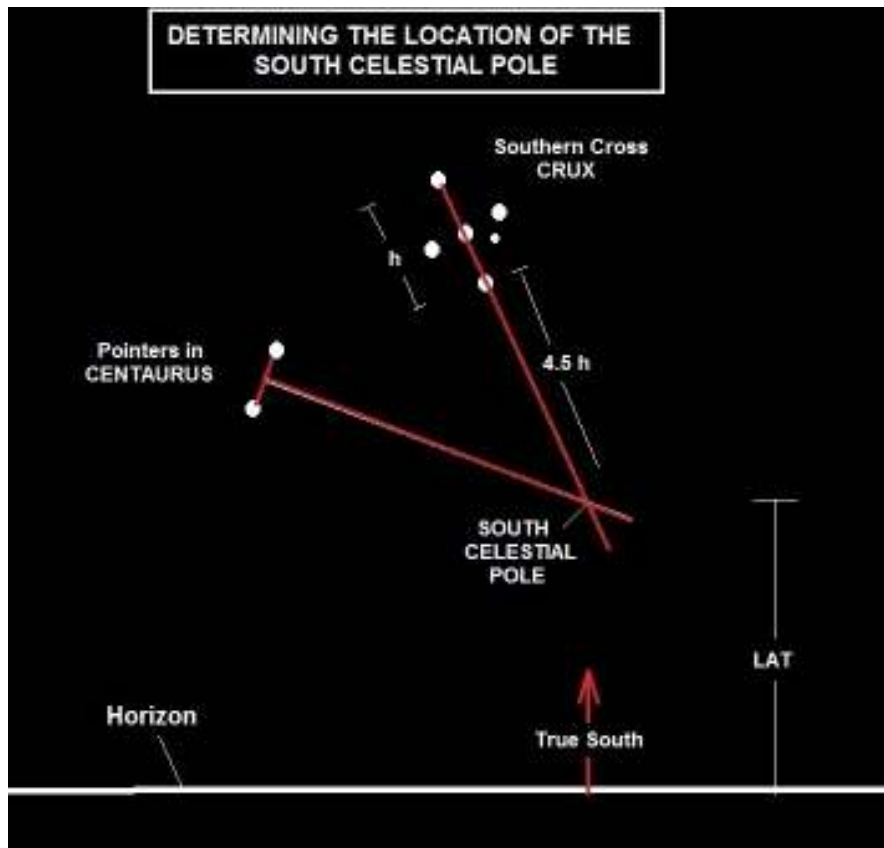 DETERMINING THE LOCATION OF THE
SOUTH CELESTIAL POLE
Southern Cross
CRUX
h
Pointers in
CENTAURUS
4.5 h
SOUTH
CELESTIAL
POLE
LAT
Horizon
True South